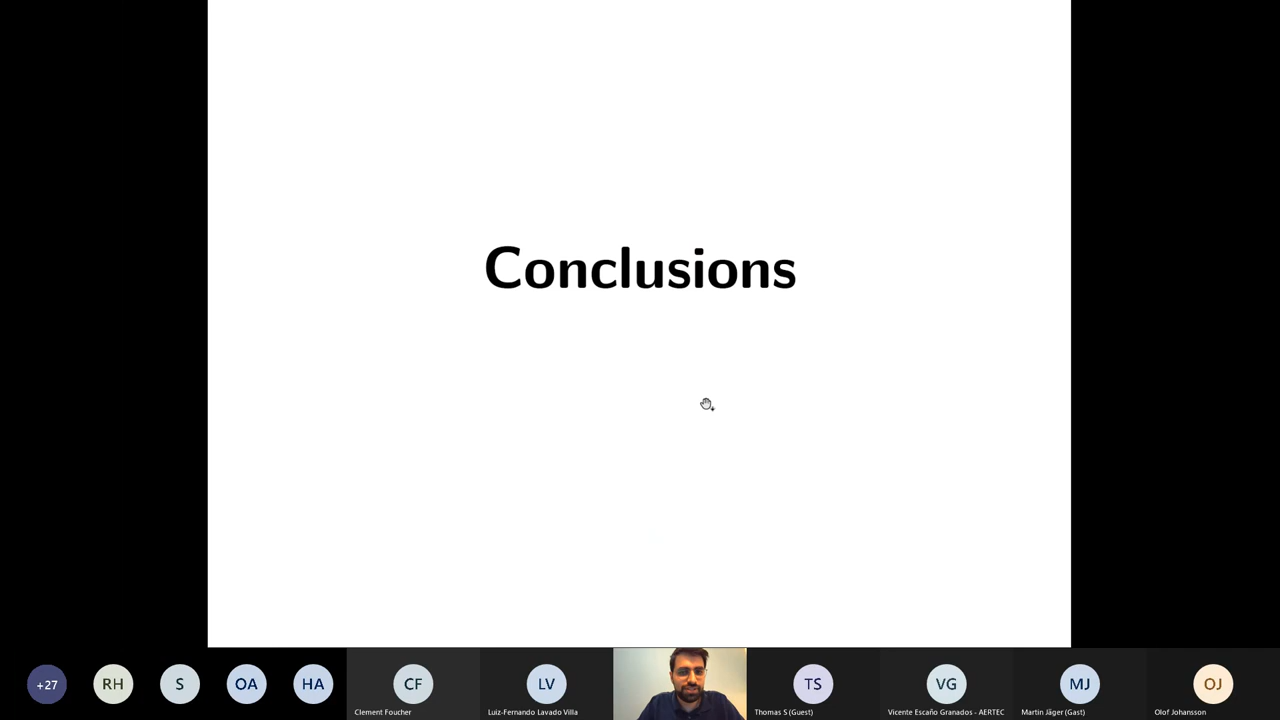 Conclusions
+27
RH
S
OA
HA
CF
LV
TS
VG
MJ
OJ
Clement Foucher
Luiz-Fernando Lavado Villa
Thomas S (Guest)
Vicente Escaño Granados - AERTEC
Martin Jäger (Gast)
Olof Johansson